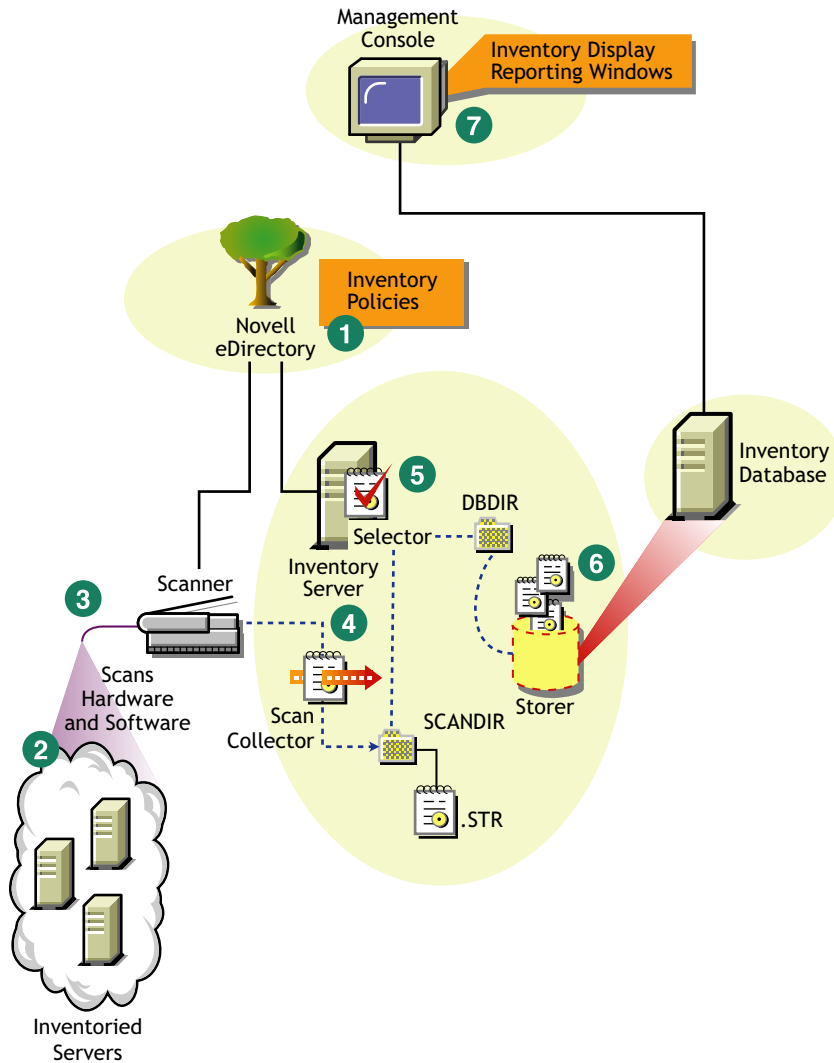 Management
Console
Inventory Display
Reporting Windows
7
Inventory
Policies
Novell
eDirectory
1
Inventory
Database
5
DBDIR
Selector
Inventory
Server
6
Scanner
3
4
Scans
Hardware
and Software
Scan
Collector
SCANDIR
Storer
2
.STR
Inventoried
Servers